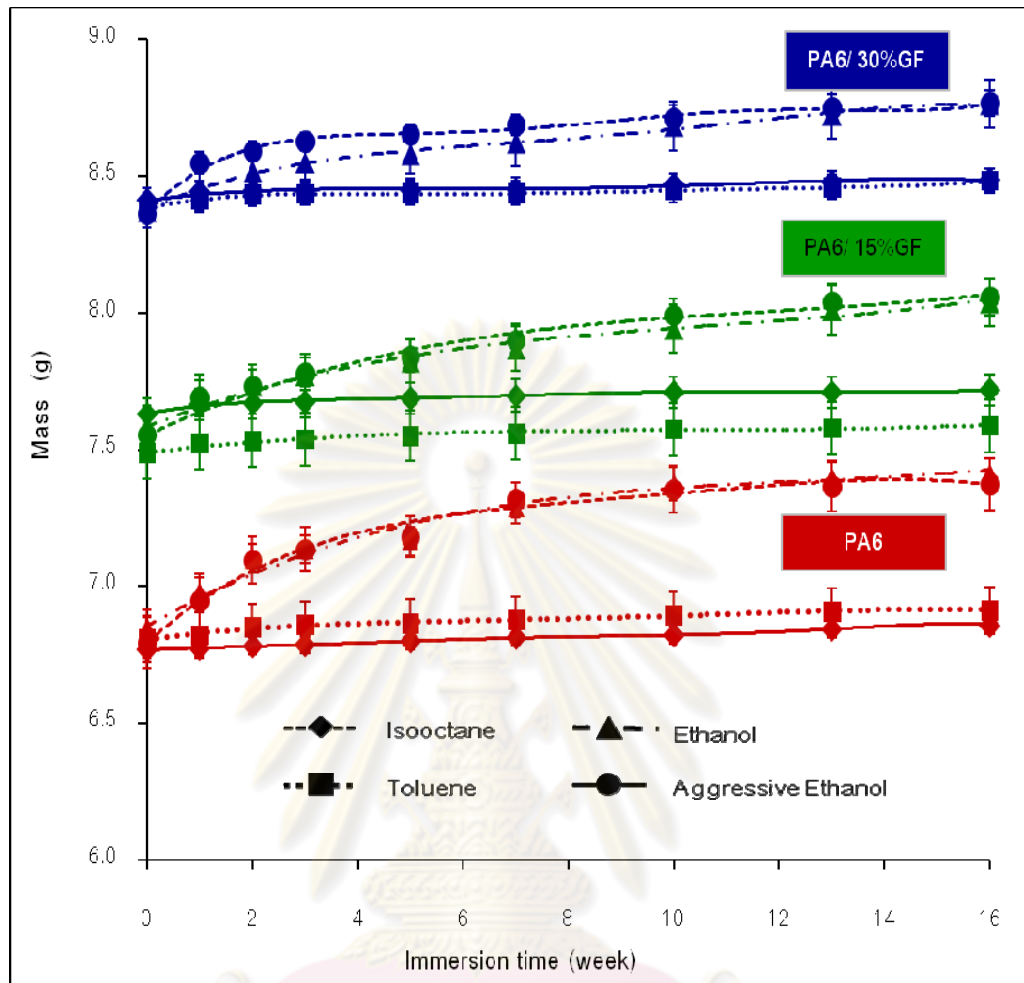 9.0
PA6/ 30%GF
8.5
PA6/ 15%GF
8.0
Mass (g)
7.5
PA6
7.0
6.5
Isooctane
Ethanol
Toluene
Aggressive Ethanol
6.0
0 2 4 6 8 10 12 14 16
Immersion time (week)